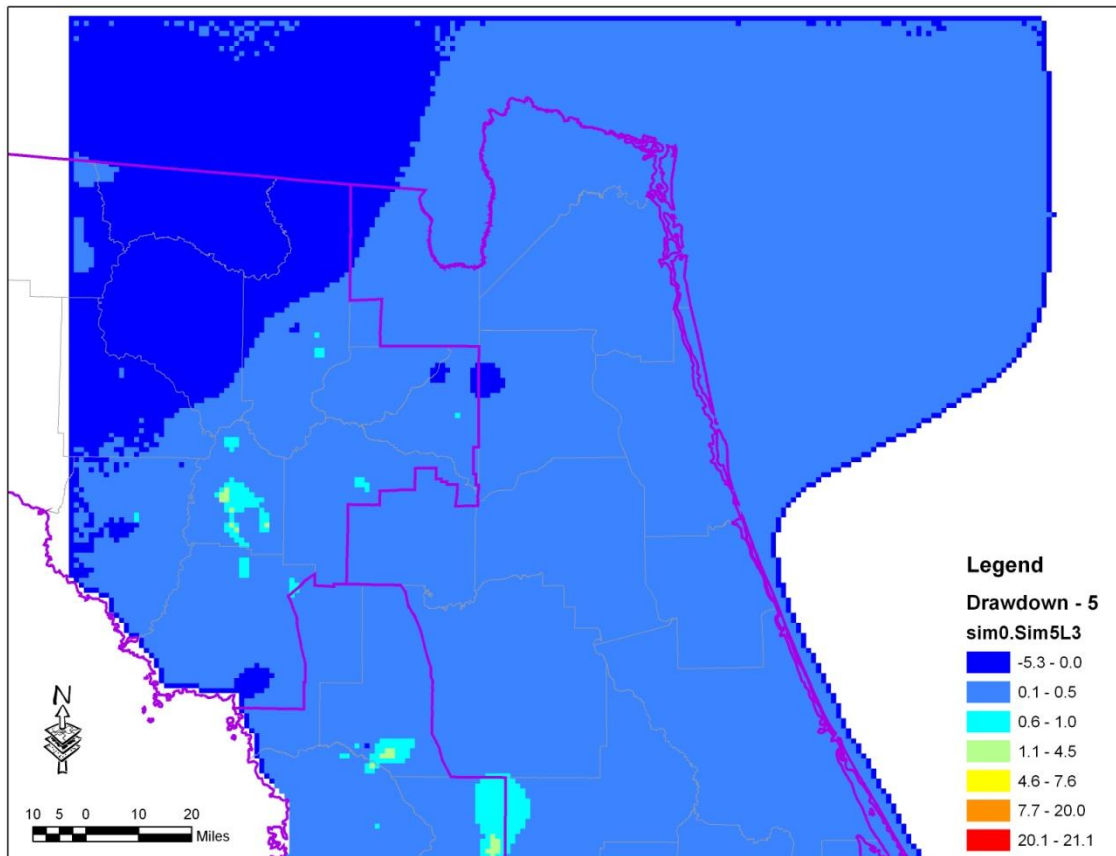 Legend
Drawdown - 5
sim0.Sim5L3
-5.3 - 0.0
0.1 - 0.5
0.6 - 1.0
1.1 - 4.5
4.6 - 7.6
7.7 - 20.0
20.1 - 21.1
N
10 5 0 10 20
Miles